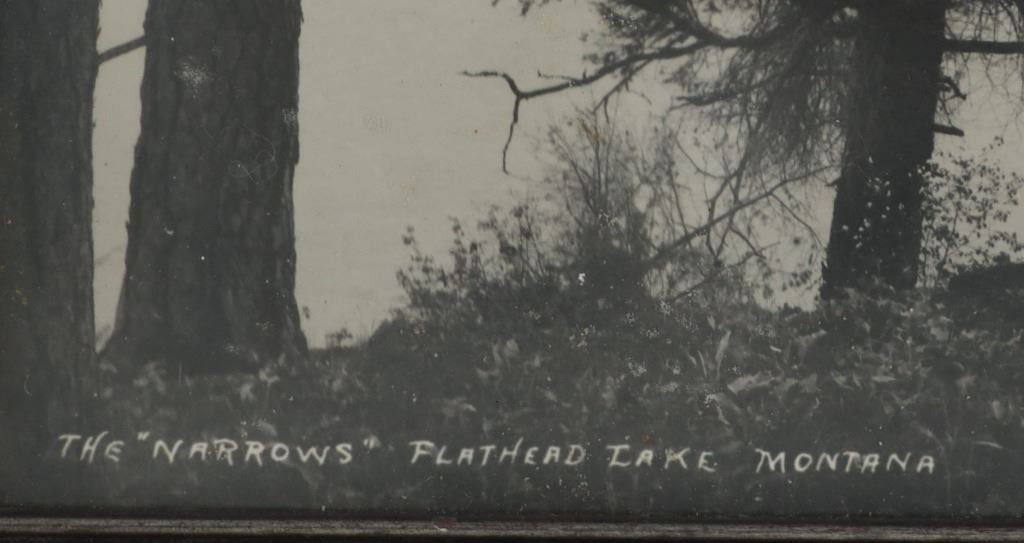 THE "NARROWS" FLATHEAD LAKE MONTANA